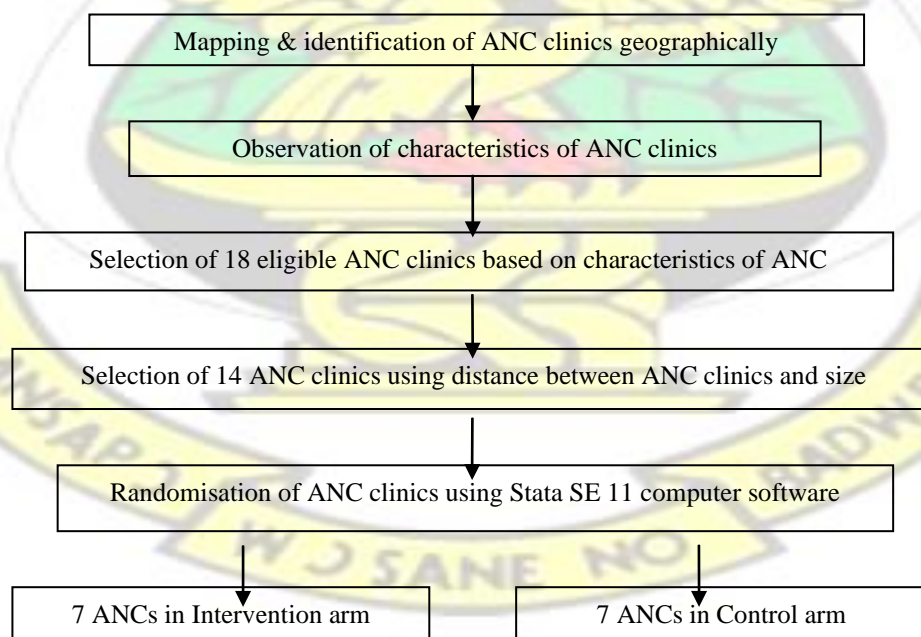 Mapping & identification of ANC clinics geographically
Observation of characteristics of ANC clinics
Selection of 18 eligible ANC clinics based on characteristics of ANC
Selection of 14 ANC clinics using distance between ANC clinics and size
Randomisation of ANC clinics using Stata SE 11 computer software
7 ANCs in Intervention arm
7 ANCs in Control arm
W Ɔ SANE NO